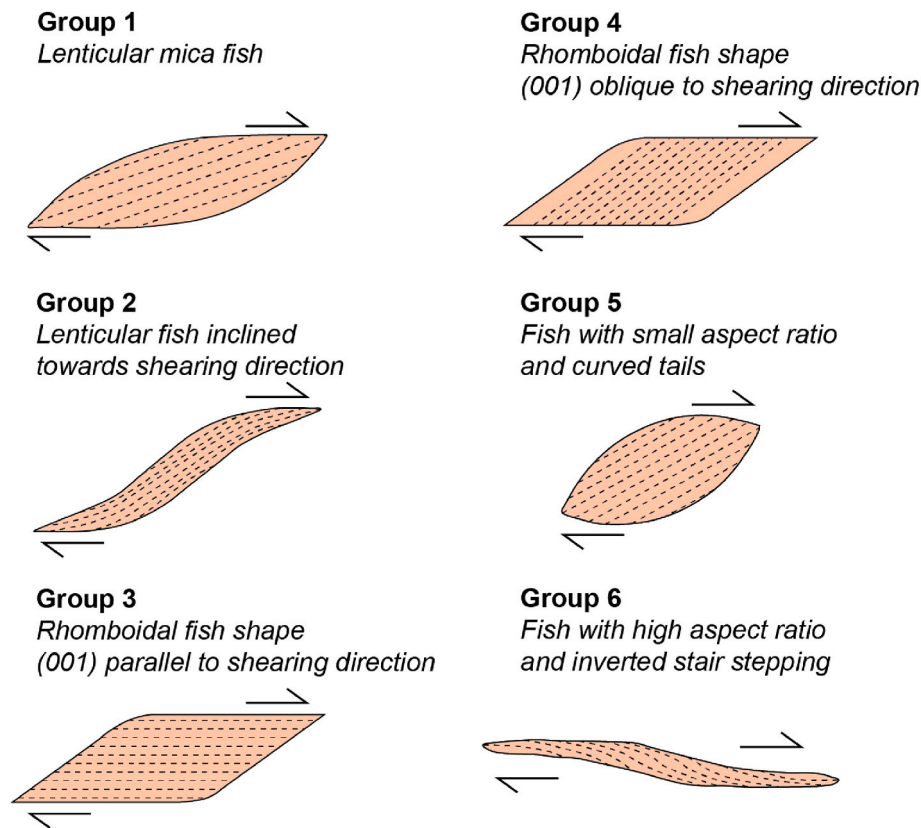 Group 1
Lenticular mica fish
Group 2
Lenticular fish inclined
towards shearing direction
Group 3
Rhomboidal fish shape
(001) parallel to shearing direction
Group 4
Rhomboidal fish shape
(001) oblique to shearing direction
Group 5
Fish with small aspect ratio
and curved tails
Group 6
Fish with high aspect ratio
and inverted stair stepping